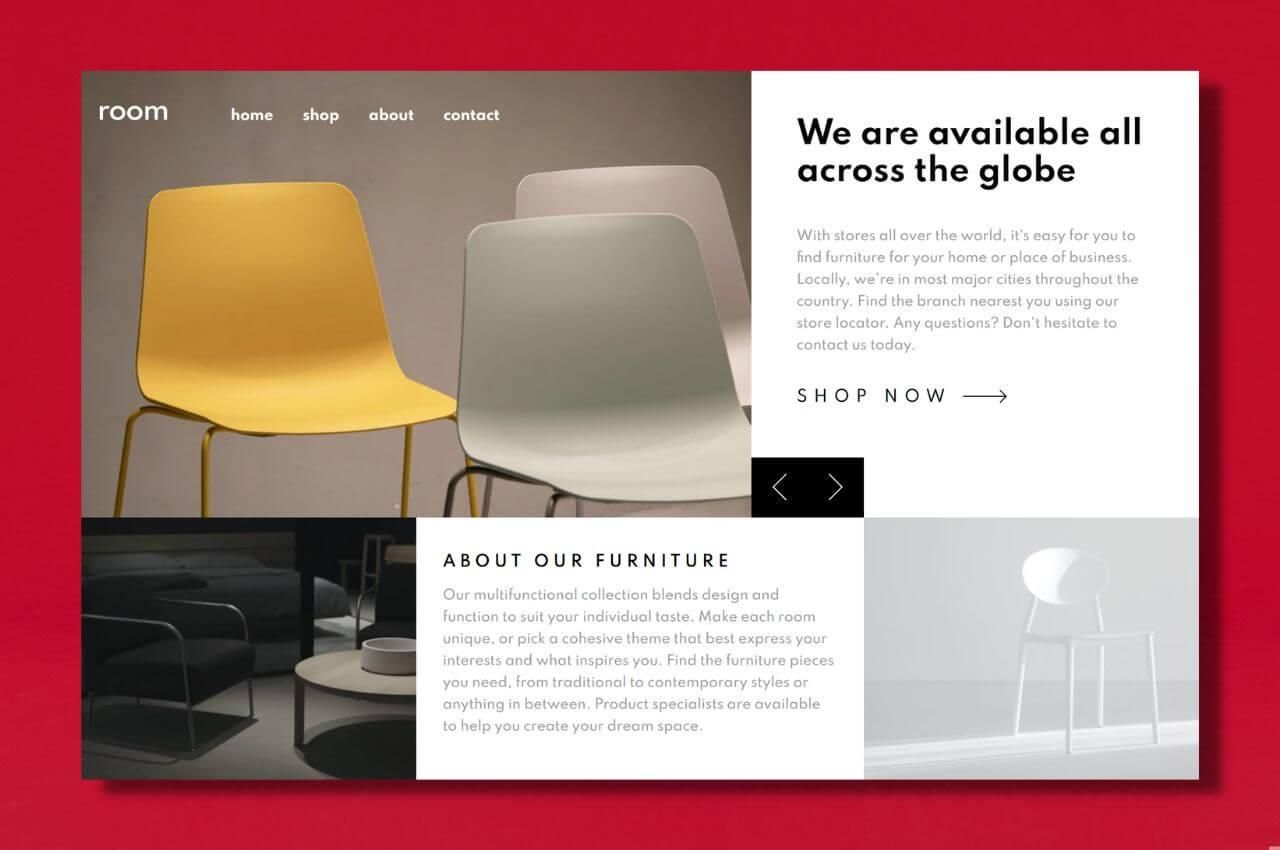 room
home shop about contact
We are available all
across the globe
With stores all over the world, it's easy for you to
find furniture for your home or place of business.
Locally, we're in most major cities throughout the
country. Find the branch nearest you using our
store locator. Any questions? Don't hesitate to
contact us today.
SHOP NOW
ABOUT OUR FURNITURE
Our multifunctional collection blends design and
function to suit your individual taste. Make each room
unique, or pick a cohesive theme that best express your
interests and what inspires you. Find the furniture pieces
you need, from traditional to contemporary styles or
anything in between. Product specialists are available
to help you create your dream space.